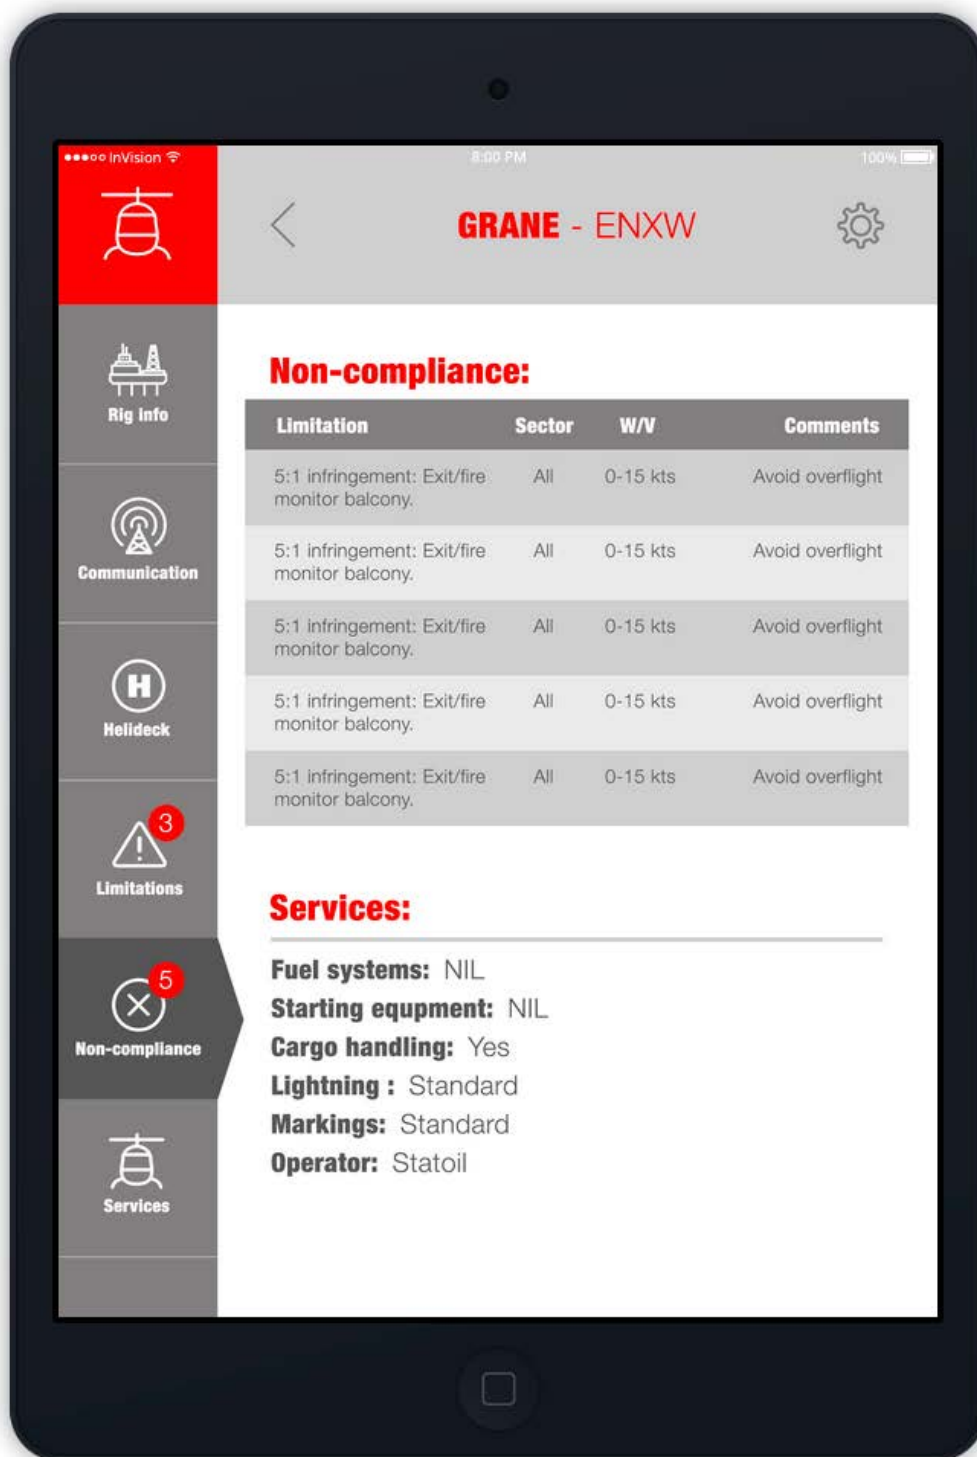 InVision
8:00 PM
100%
GRANE - ENXW
Rig info
Communication
H
Helideck
3
Limitations
5
Non-compliance
Services
Non-compliance:
Limitation Sector W/V Comments
5:1 infringement: Exit/fire All 0-15 kts Avoid overflight
monitor balcony.
5:1 infringement: Exit/fire All 0-15 kts Avoid overflight
monitor balcony.
5:1 infringement: Exit/fire All 0-15 kts Avoid overflight
monitor balcony.
5:1 infringement: Exit/fire All 0-15 kts Avoid overflight
monitor balcony.
5:1 infringement: Exit/fire All 0-15 kts Avoid overflight
monitor balcony.
Services:
Fuel systems: NIL
Starting equpment: NIL
Cargo handling: Yes
Lightning : Standard
Markings: Standard
Operator: Statoil